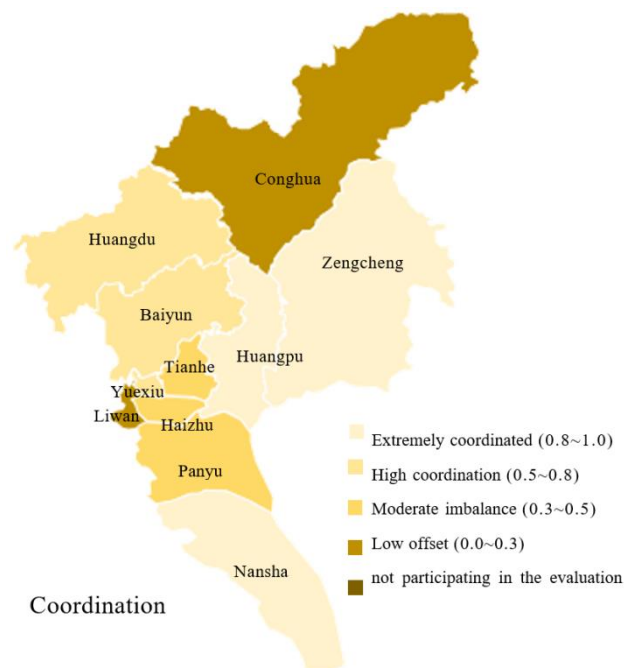 Conghua
Huangdu
Zengcheng
Baiyun
Huangpu
Tianhe
Yuexiu
Liwan
Haizhu
Panyu
Nansha
Extremely coordinated (0.8~1.0)
High coordination (0.5~0.8)
Moderate imbalance (0.3~0.5)
Low offset (0.0~0.3)
not participating in the evaluation
Coordination